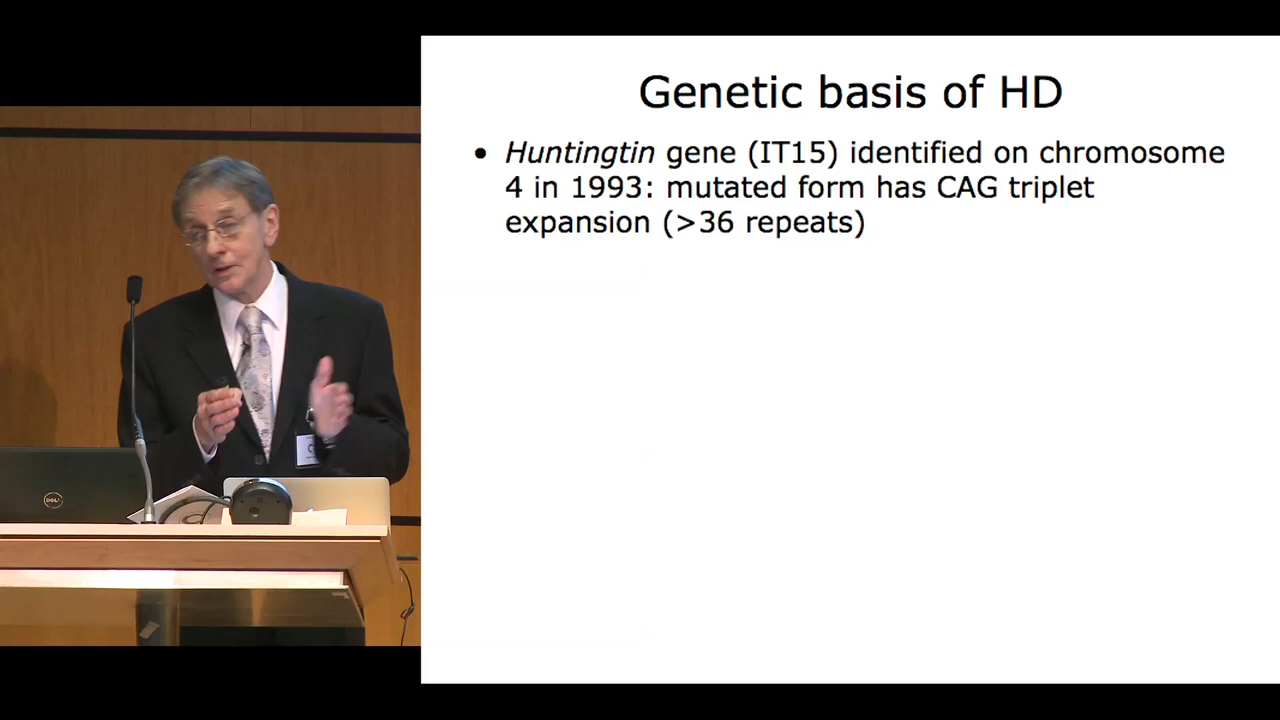 Genetic basis of HD
• Huntingtin gene (IT15) identified on chromosome
4 in 1993: mutated form has CAG triplet
expansion (>36 repeats)
DELL